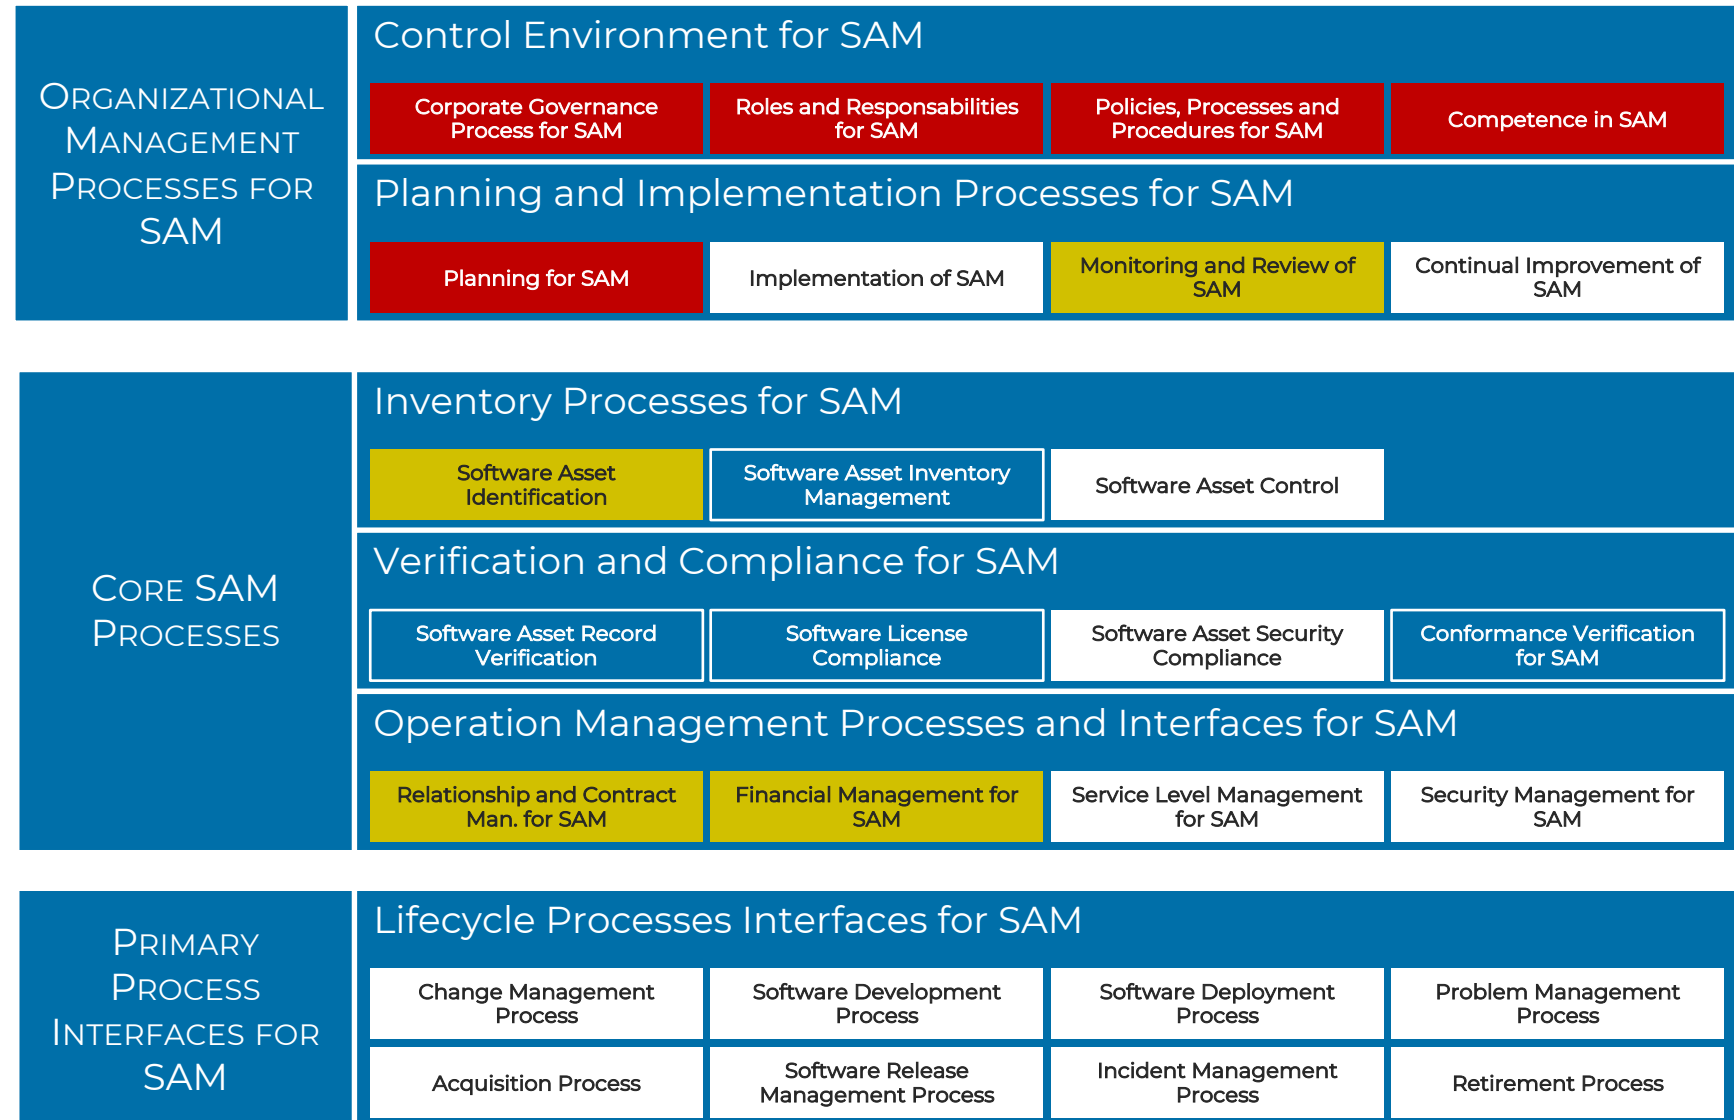 ORGANIZATIONAL
MANAGEMENT
PROCESSES FOR
SAM
Control Environment for SAM
Corporate Governance
Process for SAM
Roles and Responsabilities
for SAM
Policies, Processes and
Procedures for SAM
Competence in SAM
Planning and Implementation Processes for SAM
Planning for SAM
Implementation of SAM
Monitoring and Review of
SAM
Continual Improvement of
SAM
CORE SAM
PROCESSES
Inventory Processes for SAM
Software Asset
Identification
Software Asset Inventory
Management
Software Asset Control
Verification and Compliance for SAM
Software Asset Record
Verification
Software License
Compliance
Software Asset Security
Compliance
Conformance Verification
for SAM
Operation Management Processes and Interfaces for SAM
Relationship and Contract
Man. for SAM
Financial Management for
SAM
Service Level Management
for SAM
Security Management for
SAM
PRIMARY
PROCESS
INTERFACES FOR
SAM
Lifecycle Processes Interfaces for SAM
Change Management
Process
Software Development
Process
Software Deployment
Process
Problem Management
Process
Acquisition Process
Software Release
Management Process
Incident Management
Process
Retirement Process